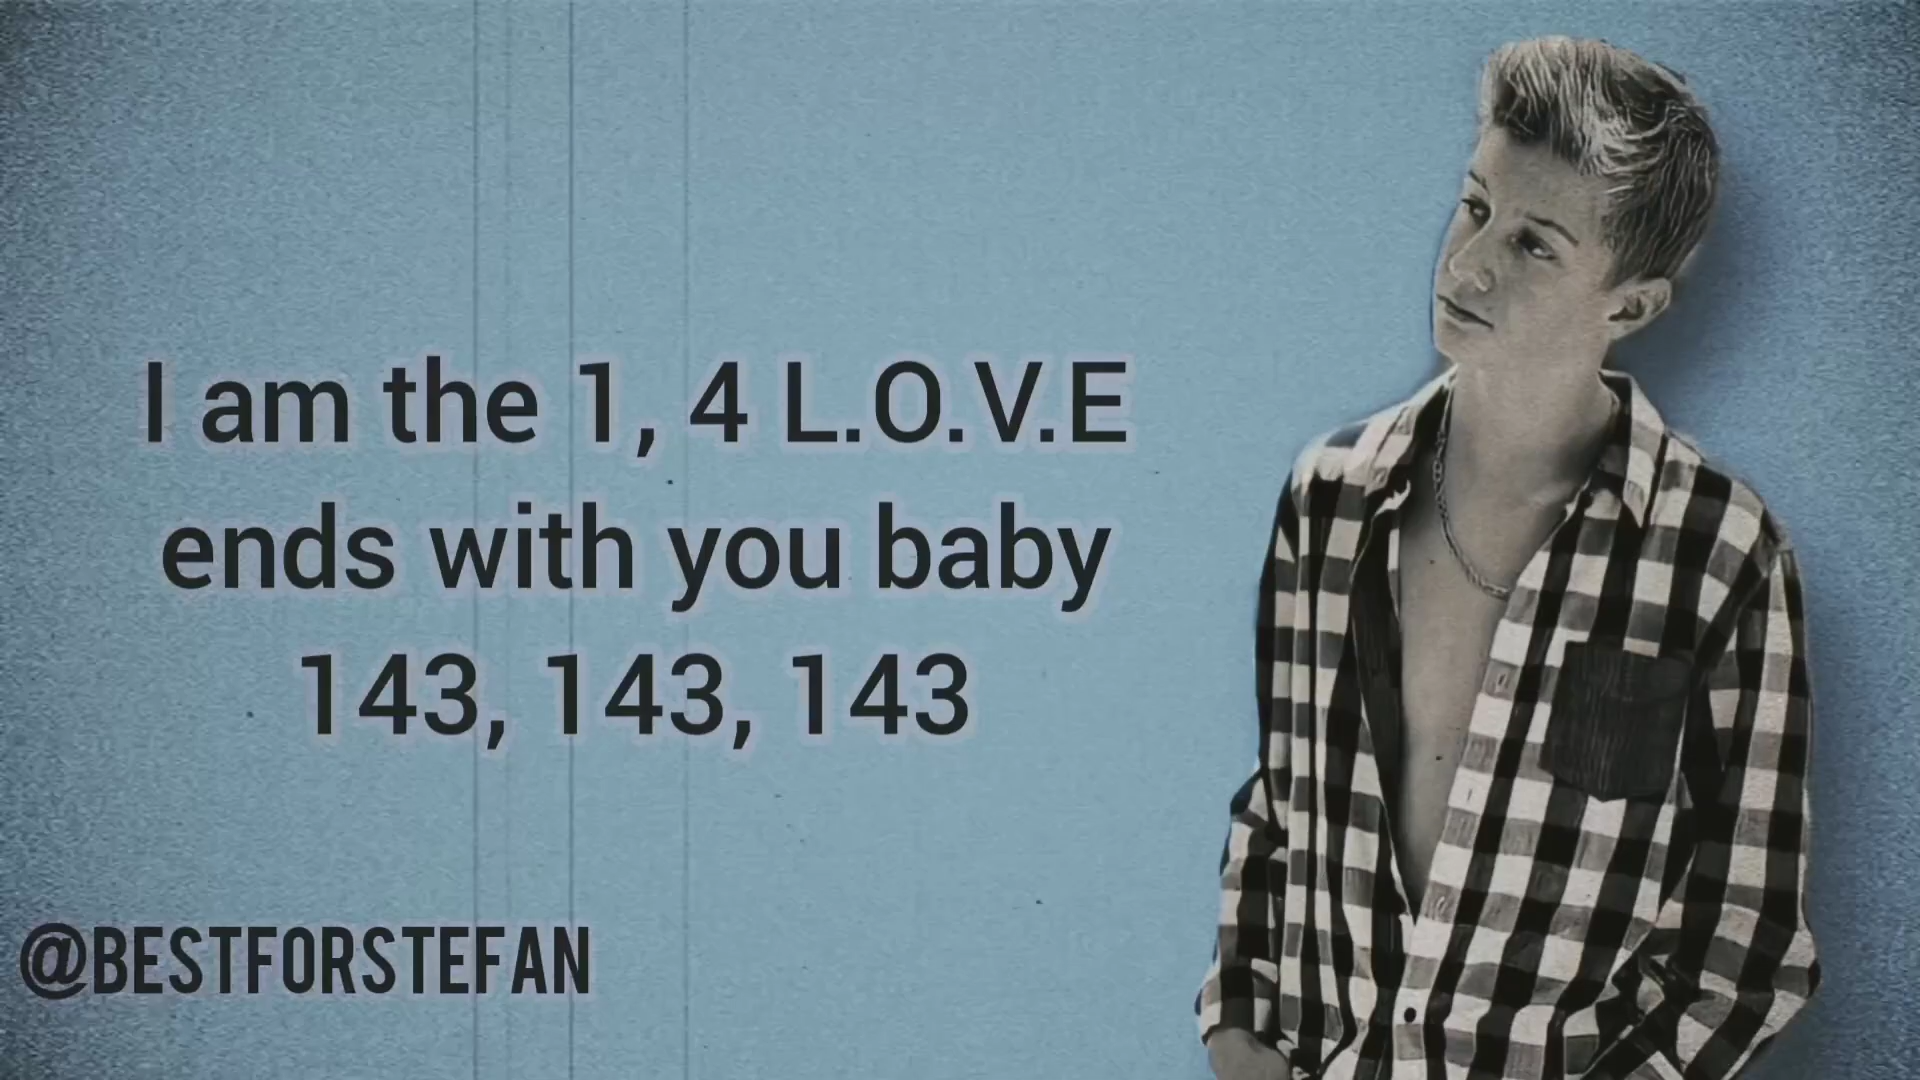 I am the 1, 4 L.O.V.E
ends with you baby
143, 143, 143
@BESTFORSTEFAN